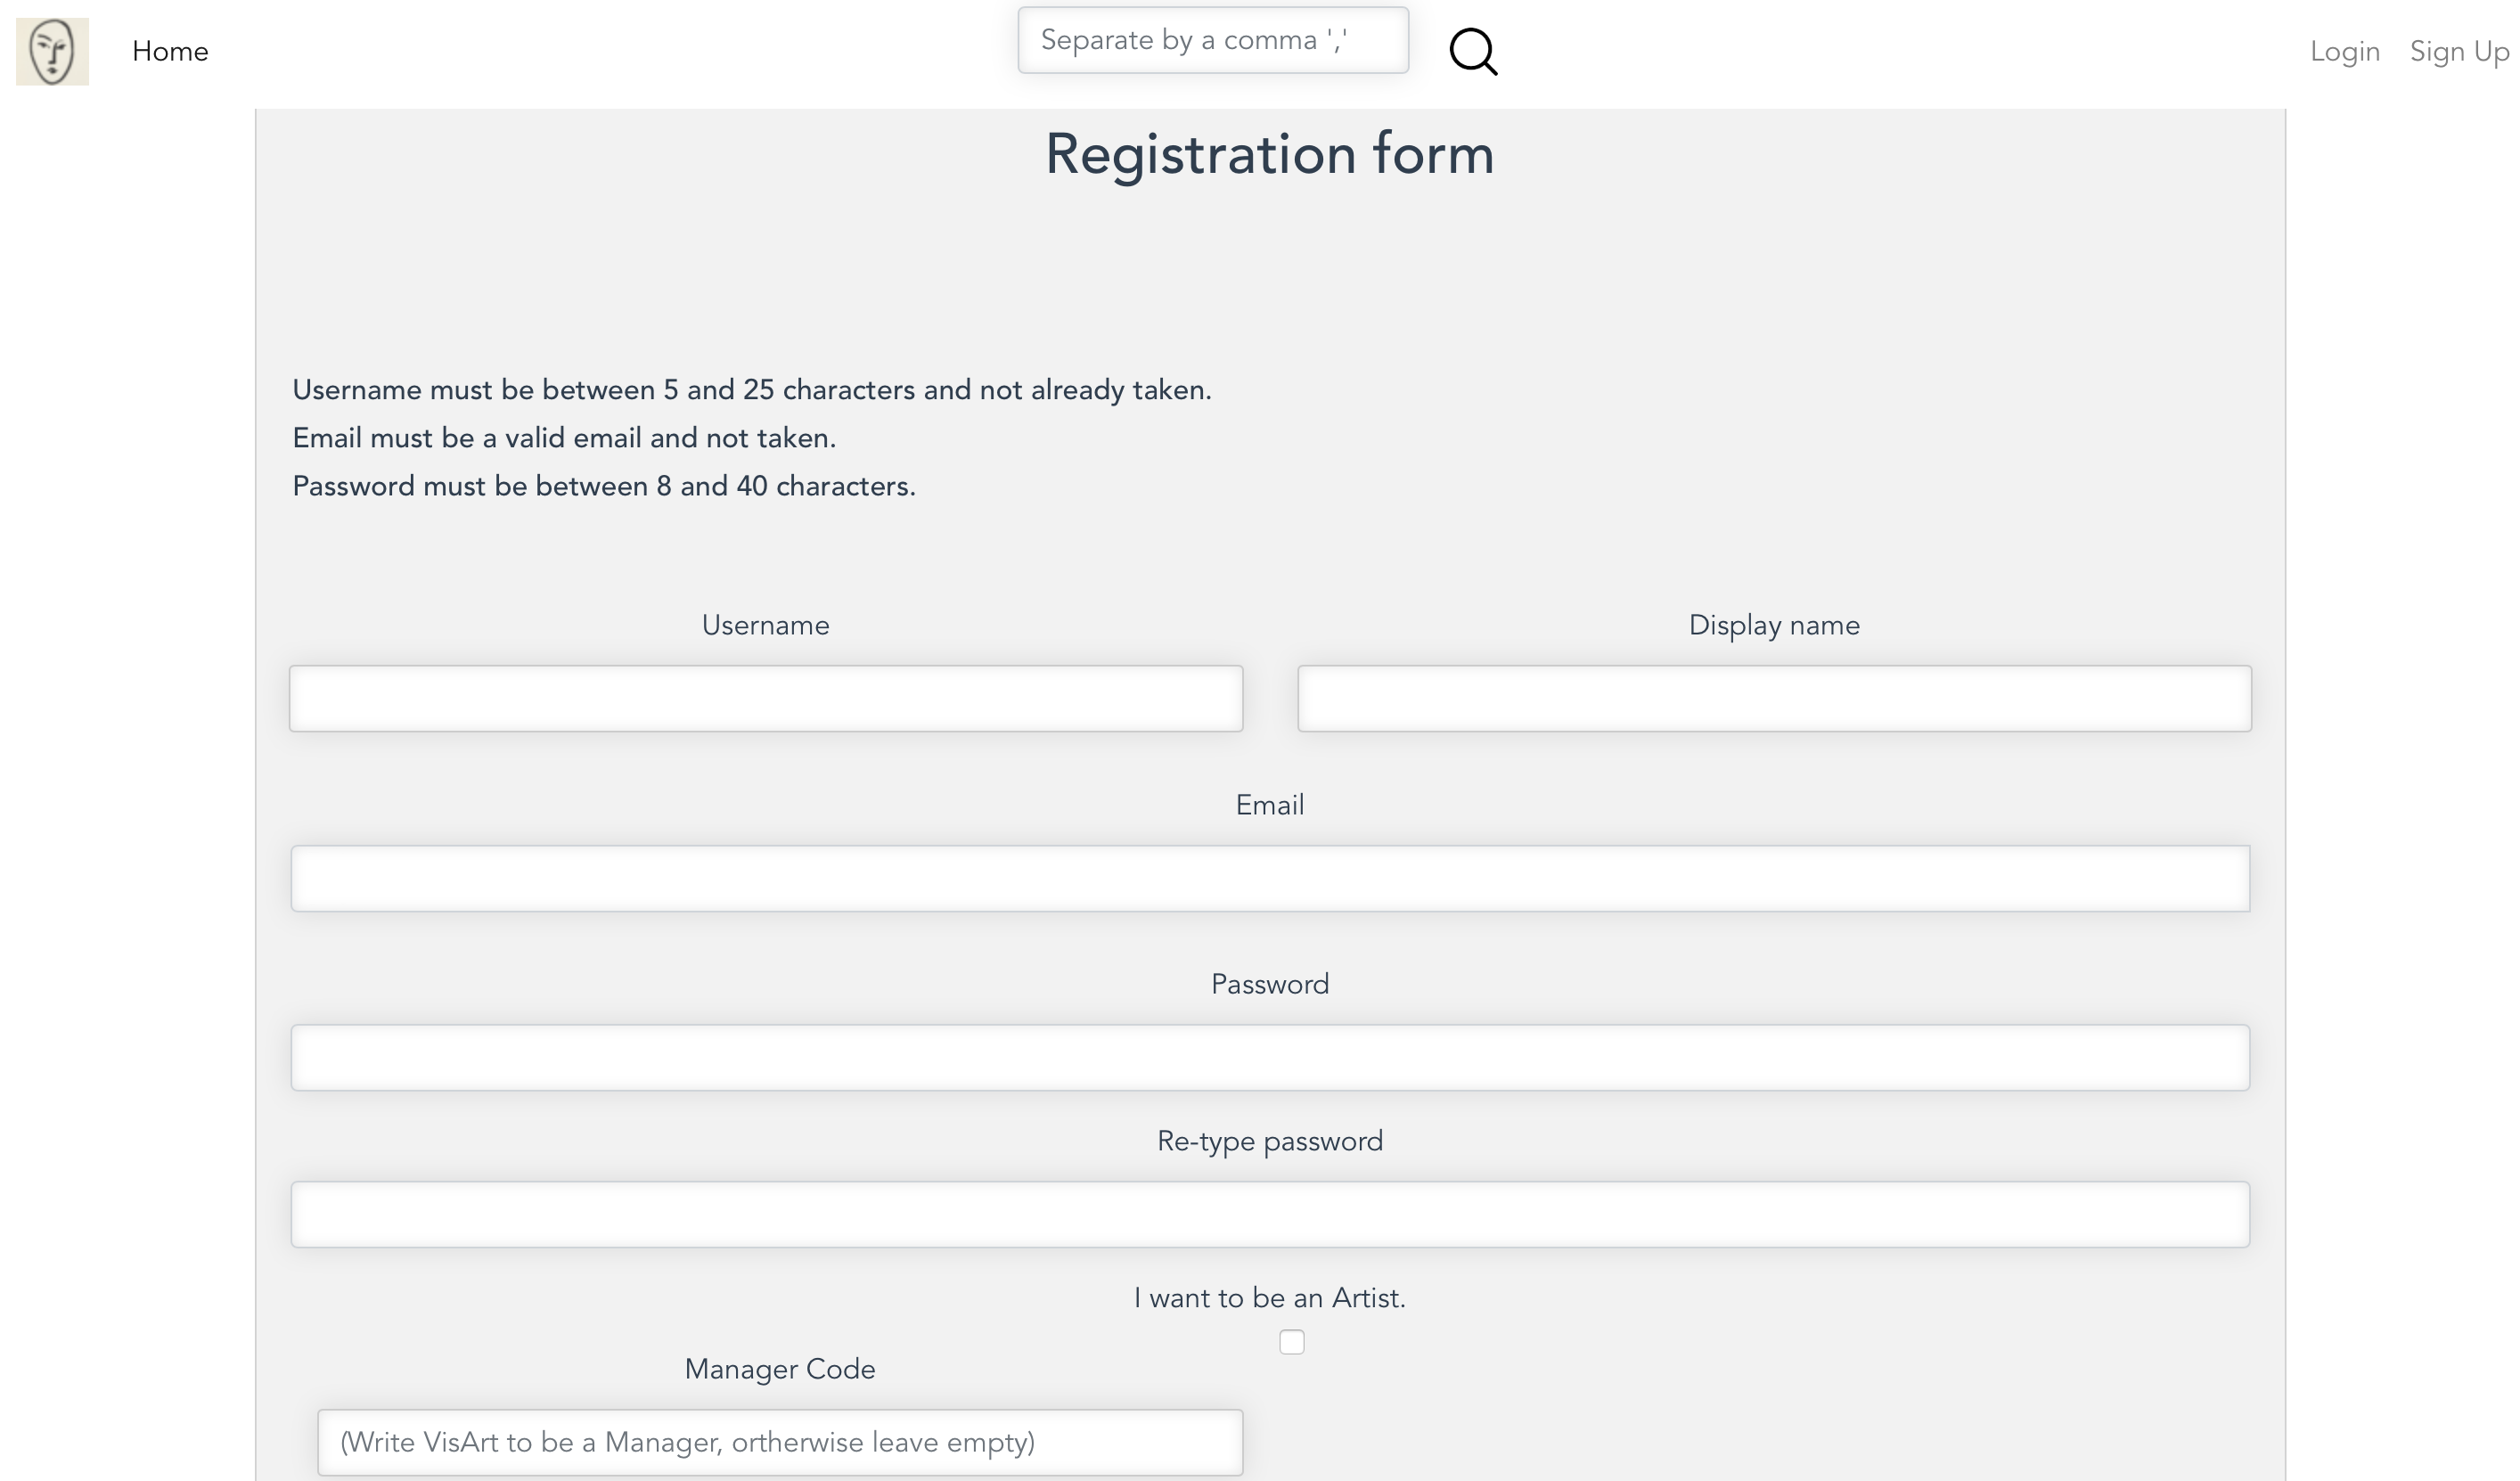 Home
Separate by a comma ','
Login Sign Up
Registration form
Username must be between 5 and 25 characters and not already taken.
Email must be a valid email and not taken.
Password must be between 8 and 40 characters.
Username Display name
Email
Password
Re-type password
I want to be an Artist.
Manager Code
(Write VisArt to be a Manager, ortherwise leave empty)